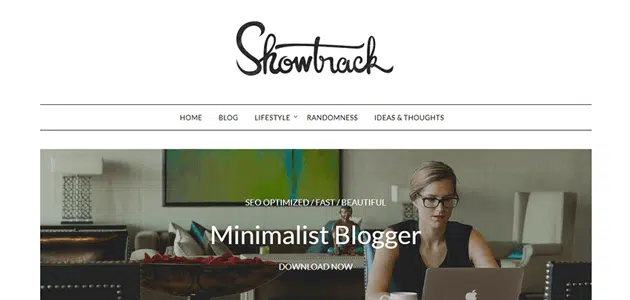 Showtrack
HOME BLOG LIFESTYLE RANDOMNESS IDEAS & THOUGHTS
SEO OPTIMIZED / FAST / BEAUTIFUL
Minimalist Blogger
DOWNLOAD NOW